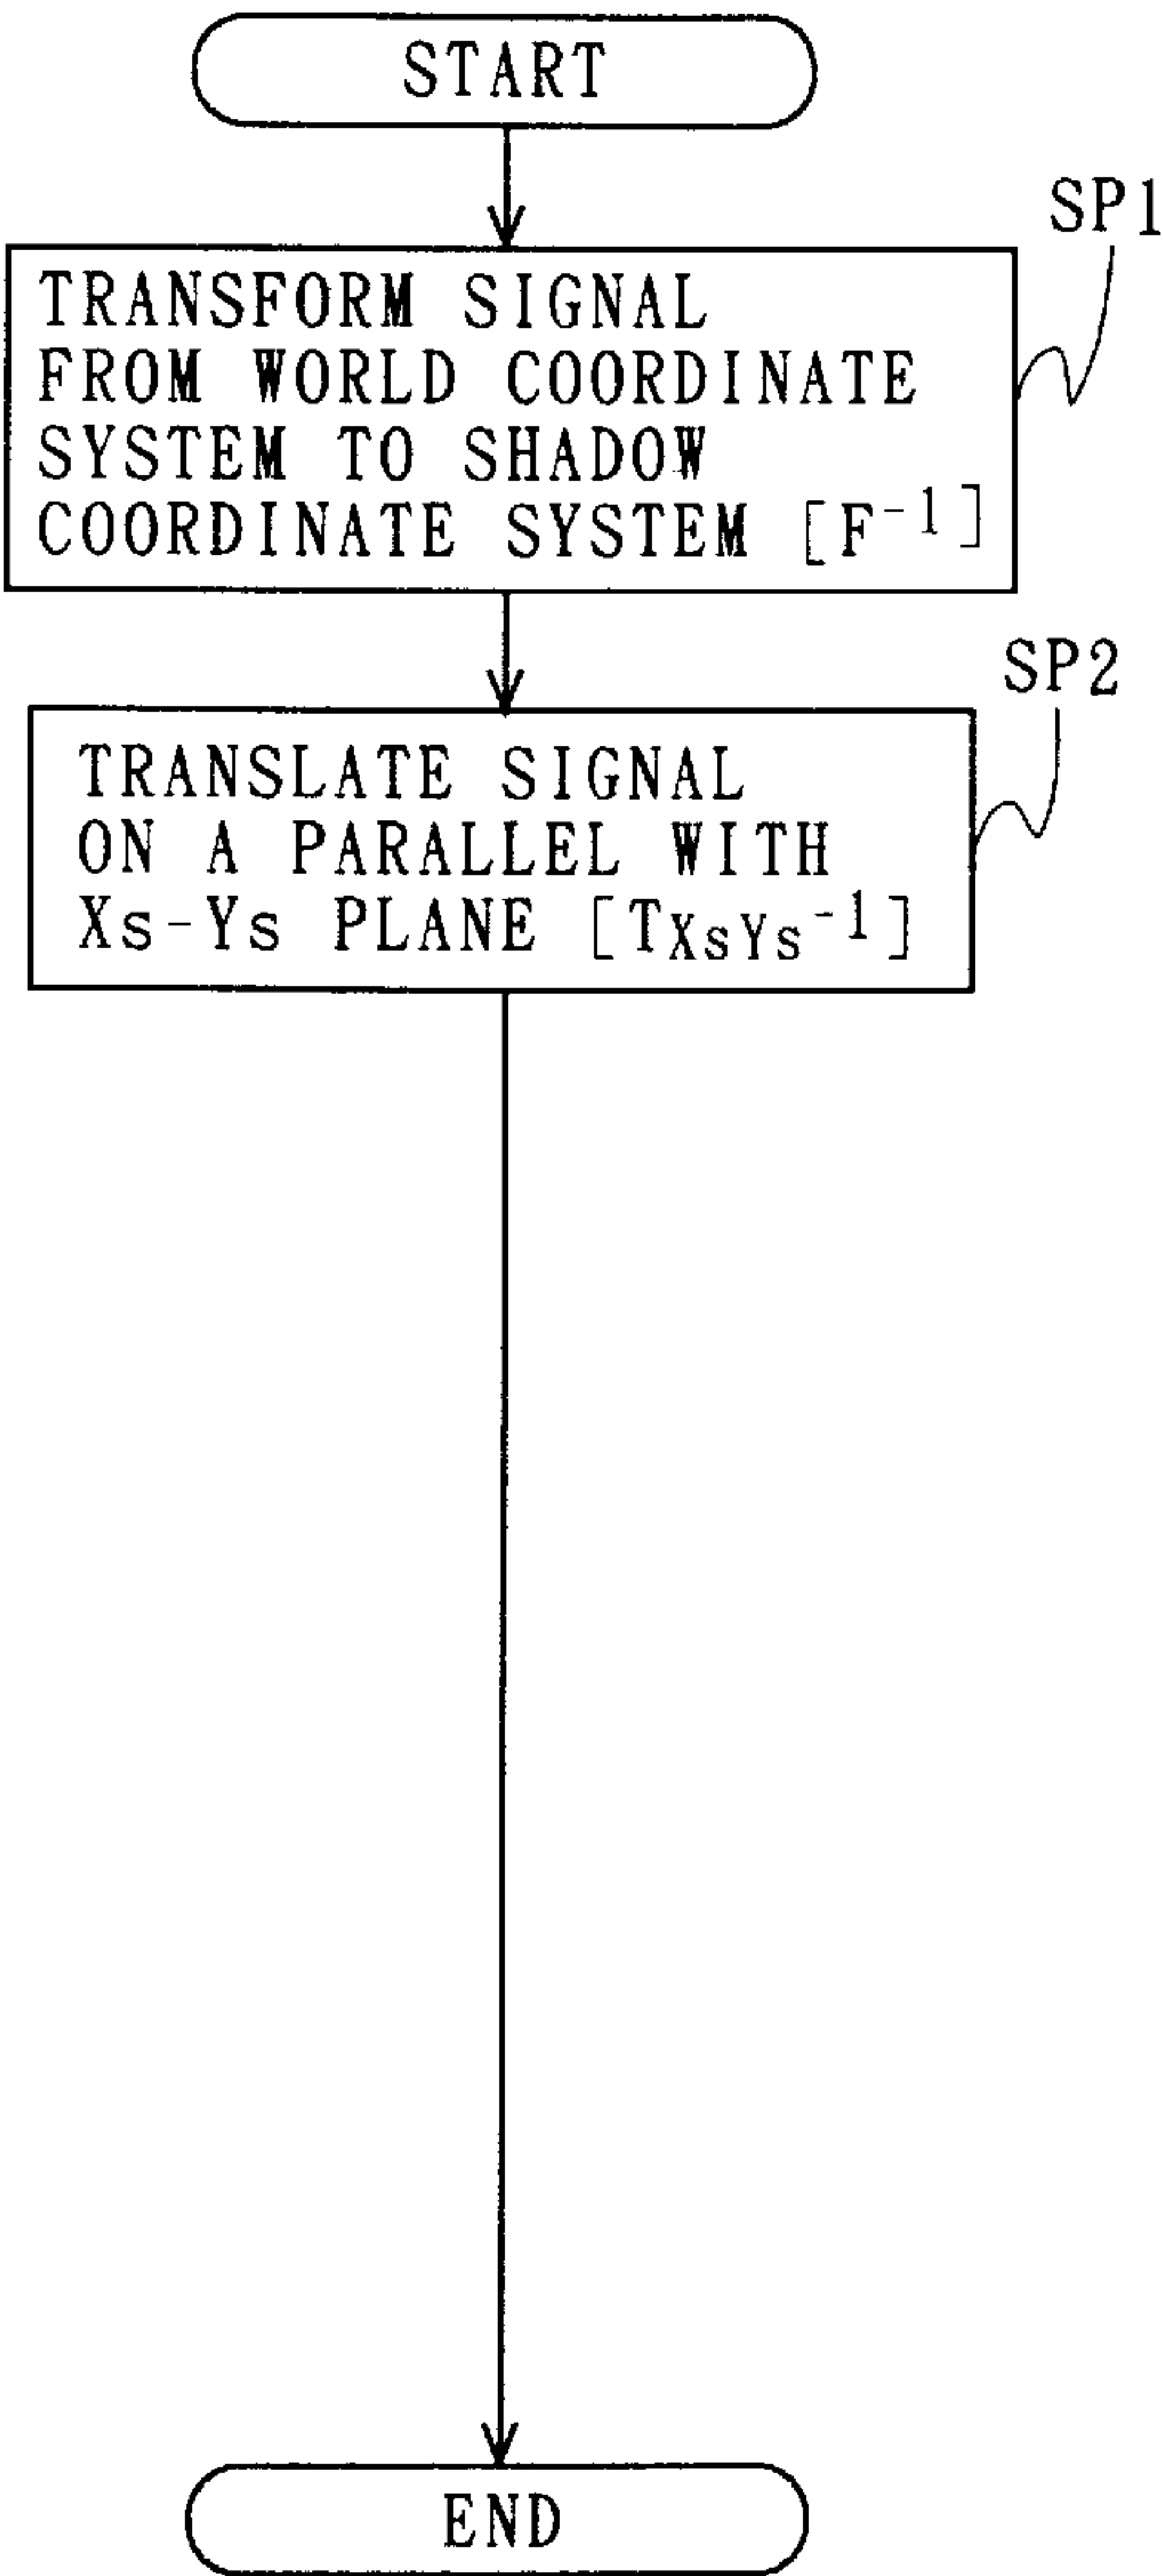 START
SP1
TRANSFORM SIGNAL
FROM WORLD COORDINATE
SYSTEM TO SHADOW
COORDINATE SYSTEM [F⁻¹]
SP2
TRANSLATE SIGNAL
ON A PARALLEL WITH
Xs-Ys PLANE [TXsYs⁻¹]
END